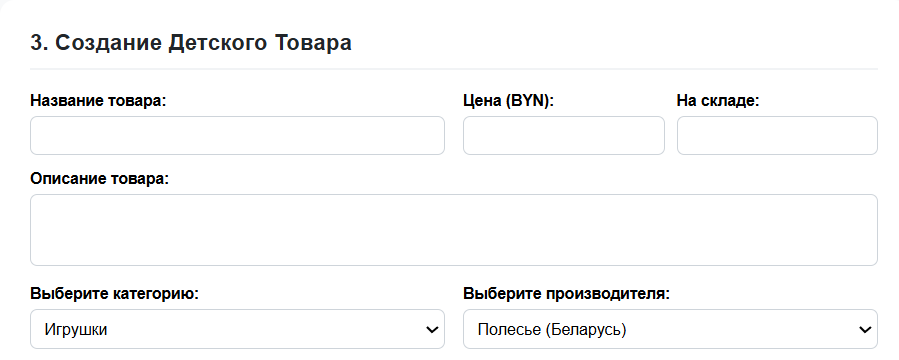 3. Создание Детского Товара
Название товара: Цена (BYN): На складе:
Описание товара:
Выберите категорию: Выберите производителя:
Игрушки Полесье (Беларусь)